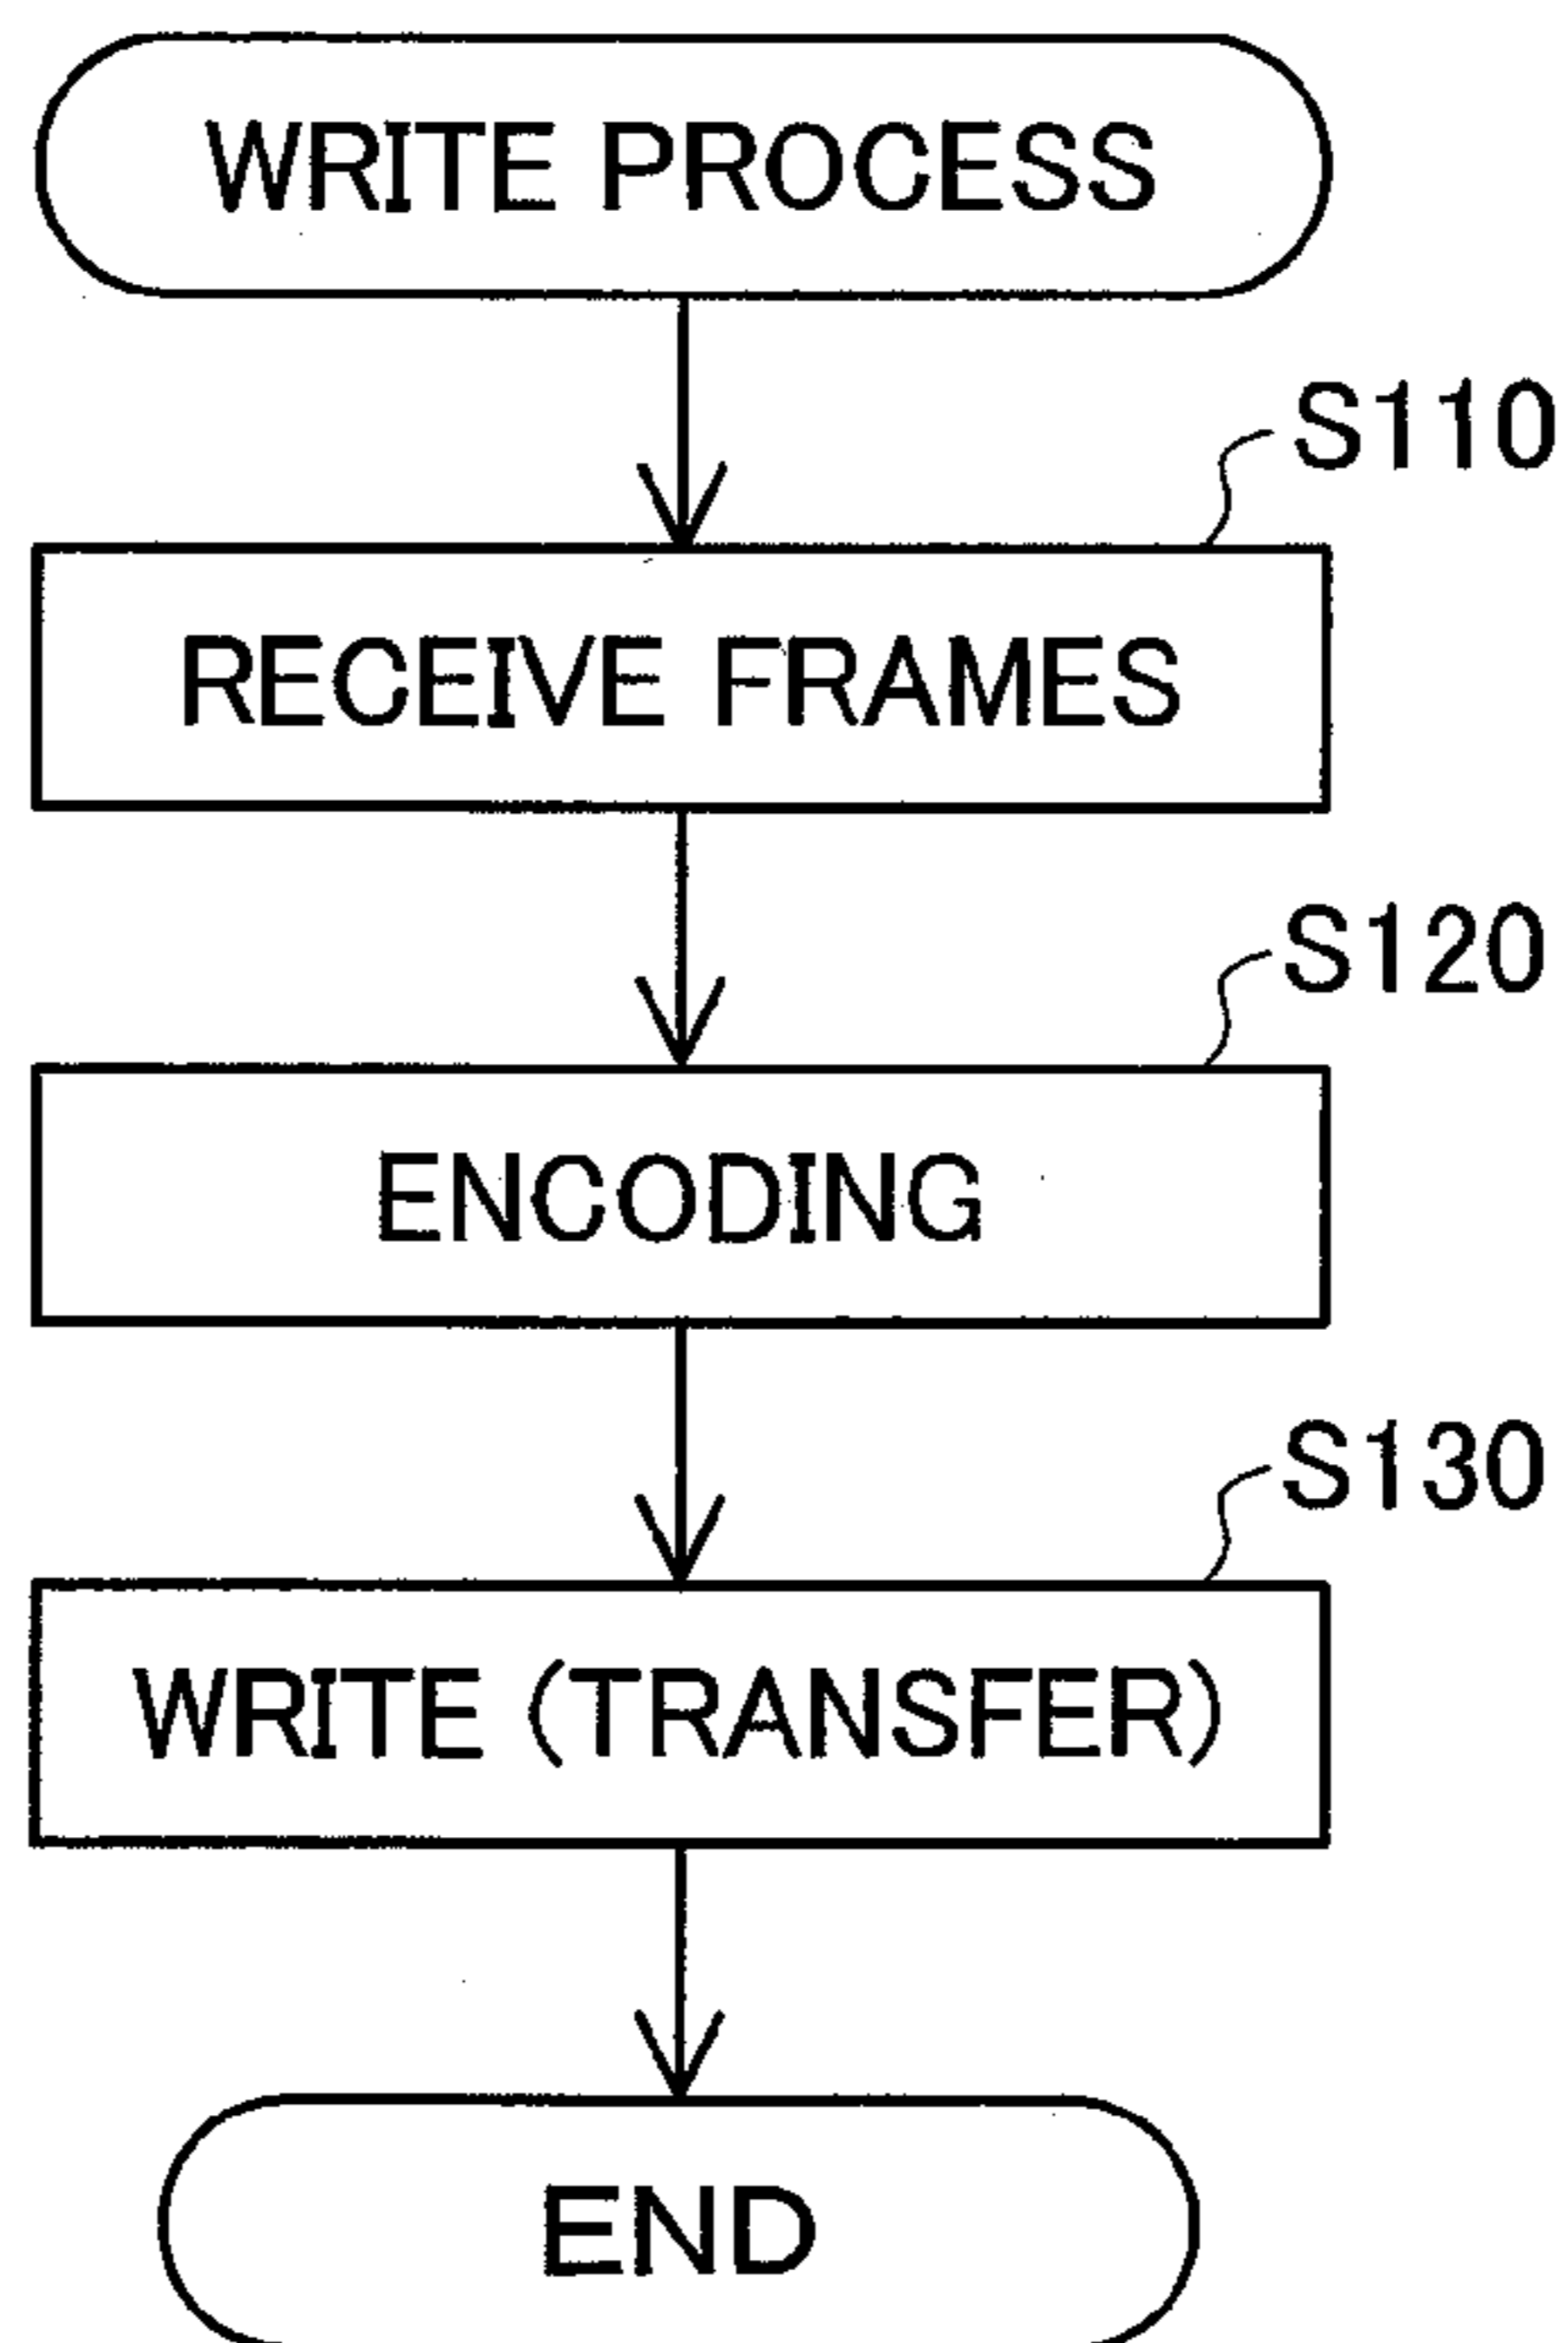 WRITE PROCESS
S110
RECEIVE FRAMES
S120
ENCODING
S130
WRITE (TRANSFER)
END